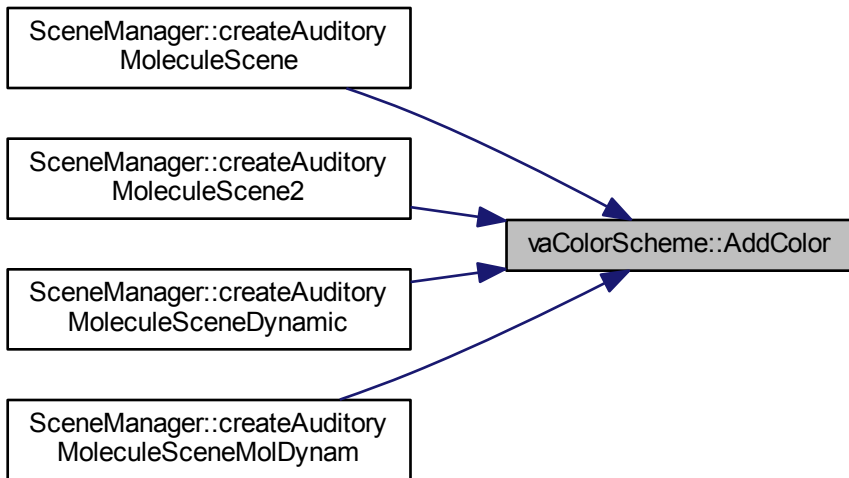 SceneManager::createAuditory
MoleculeScene
SceneManager::createAuditory
MoleculeScene2
vaColorScheme::AddColor
SceneManager::createAuditory
MoleculeSceneDynamic
SceneManager::createAuditory
MoleculeSceneMolDynam